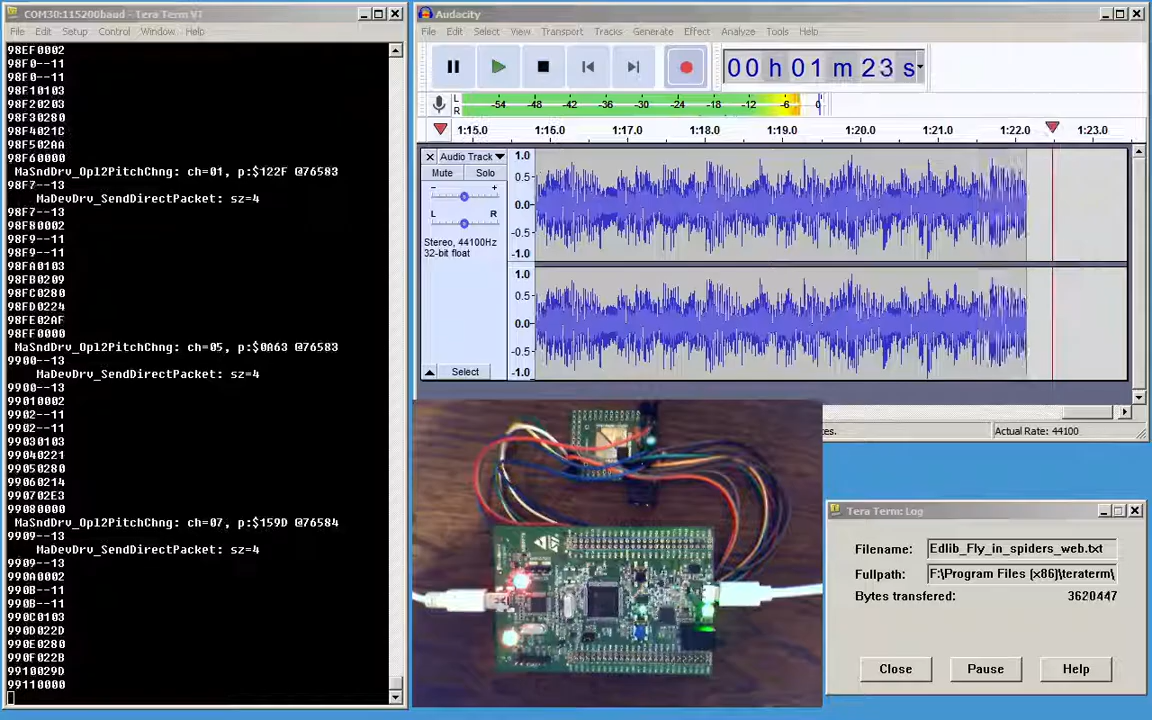 COM30:115200baud - Tera Term VT
File Edit Setup Control Window Help
98EF0002
98F0--11
98F0--11
98F10103
98F20203
98F30280
98F4021C
98F502AA
98F60000
MaSndDrv_Opl2PitchChng: ch=01, p:$122F @76583
98F7--13
MaDevDrv_SendDirectPacket: sz=4
98F7--13
98F80002
98F9--11
98F9--11
98FA0103
98FB0209
98FC0280
98FD0224
98FE02AF
98FF0000
MaSndDrv_Opl2PitchChng: ch=05, p:$0A63 @76583
9900--13
MaDevDrv_SendDirectPacket: sz=4
9900--13
99010002
9902--11
9902--11
99030103
99040221
99050280
99060214
990702E3
99080000
MaSndDrv_Opl2PitchChng: ch=07, p:$159D @76584
9909--13
MaDevDrv_SendDirectPacket: sz=4
9909--13
990A0002
990B--11
990B--11
990C0103
990D022D
990E0280
990F022B
9910029D
99110000
Audacity
File Edit Select View Transport Tracks Generate Effect Analyze Tools Help
00 h 01 m 23 s
L
R
-54 -48 -42 -36 -30 -24 -18 -12 -6 0
1:15.0 1:16.0 1:17.0 1:18.0 1:19.0 1:20.0 1:21.0 1:22.0 1:23.0
Audio Track
Mute Solo
- +
L R
Stereo, 44100Hz
32-bit float
Select
1.0
0.5
0.0
-0.5
-1.0
1.0
0.5
0.0
-0.5
-1.0
es.
Actual Rate: 44100
Tera Term: Log
Filename: Edlib_Fly_in_spiders_web.txt
Fullpath: F:\Program Files (x86)\teraterm\
Bytes transfered: 3620447
Close Pause Help